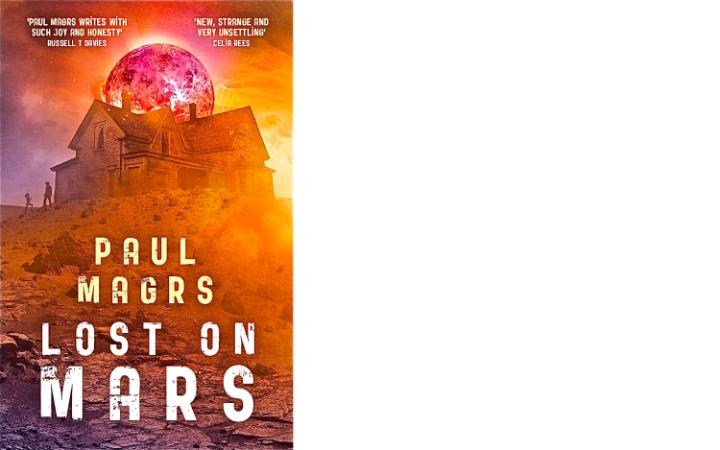 'PAUL MAGRS WRITES WITH
SUCH JOY AND HONESTY'
RUSSELL T DAVIES
'NEW, STRANGE AND
VERY UNSETTLING'
CELIA REES
PAUL
MAGRS
LOST ON
MARS